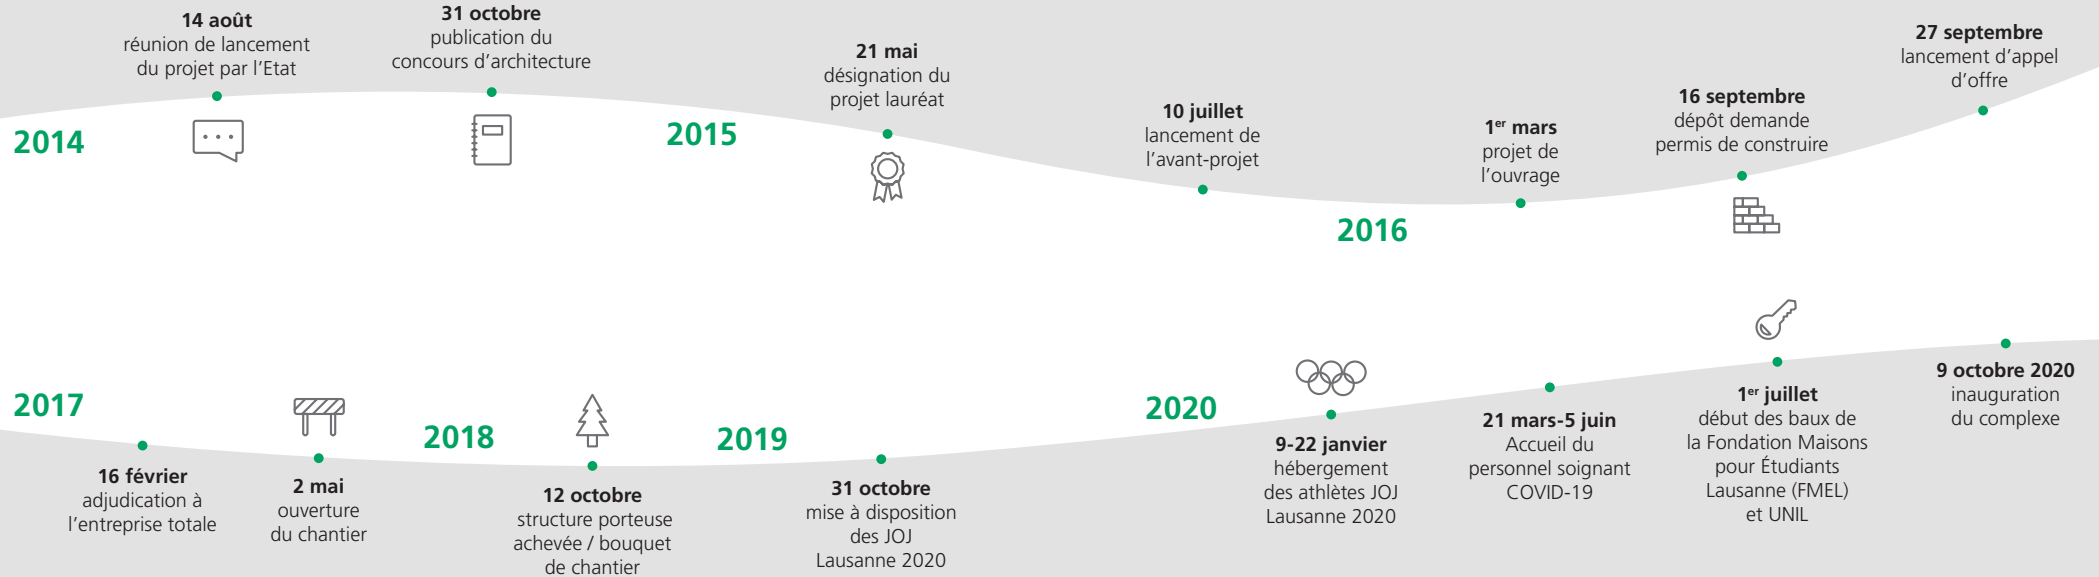 2014
14 août
réunion de lancement
du projet par l’Etat
31 octobre
publication du
concours d’architecture
2015
21 mai
désignation du
projet lauréat
10 juillet
lancement de
l’avant-projet
2016
1er mars
projet de
l’ouvrage
16 septembre
dépôt demande
permis de construire
27 septembre
lancement d’appel
d’offre
2017
16 février
adjudication à
l’entreprise totale
2 mai
ouverture
du chantier
2018
12 octobre
structure porteuse
achevée / bouquet
de chantier
2019
31 octobre
mise à disposition
des JOJ
Lausanne 2020
2020
9-22 janvier
hébergement
des athlètes JOJ
Lausanne 2020
21 mars-5 juin
Accueil du
personnel soignant
COVID-19
1er juillet
début des baux de
la Fondation Maisons
pour Étudiants
Lausanne (FMEL)
et UNIL
9 octobre 2020
inauguration
du complexe